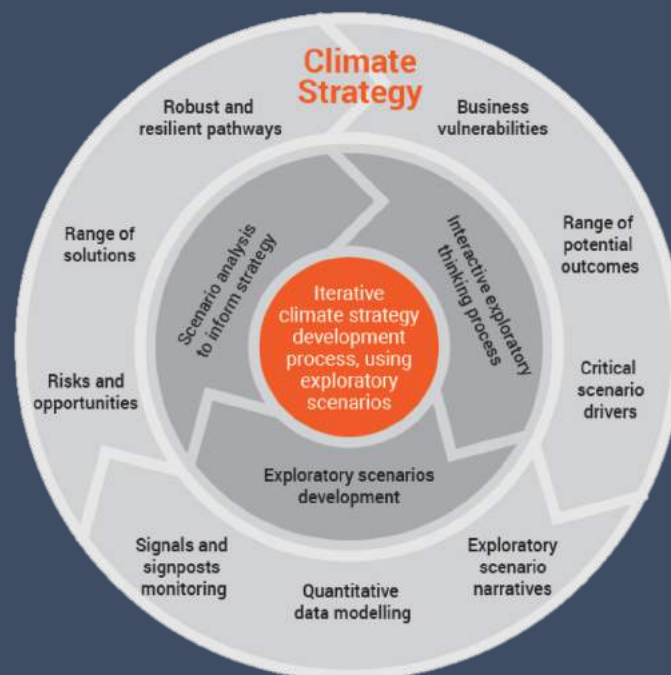 Climate
Strategy
Business
vulnerabilities
Range of
potential
outcomes
Critical
scenario
drivers
Exploratory
scenario
narratives
Quantitative
data modelling
Signals and
signposts
monitoring
Risks and
opportunities
Range of
solutions
Robust and
resilient pathways
Interactive exploratory
thinking process
Exploratory scenarios
development
Scenario analysis
to inform strategy
Iterative
climate strategy
development
process, using
exploratory
scenarios